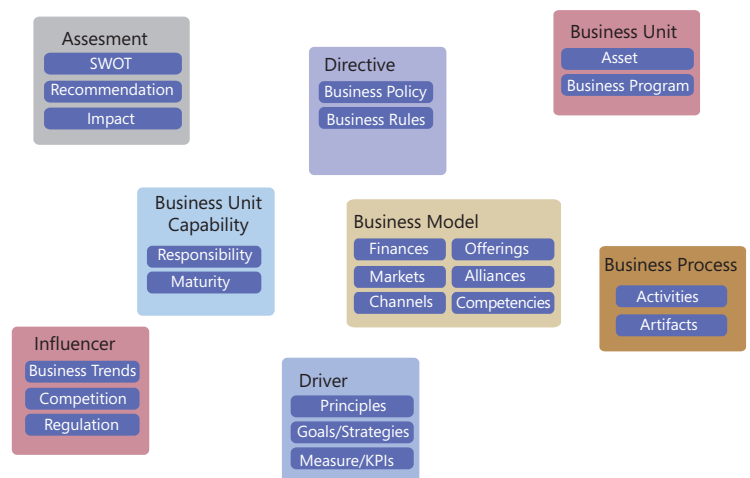 Assesment
SWOT
Recommendation
Impact
Directive
Business Policy
Business Rules
Business Unit
Asset
Business Program
Business Unit
Capability
Responsibility
Maturity
Business Model
Finances
Offerings
Markets
Alliances
Channels
Competencies
Business Process
Activities
Artifacts
Influencer
Business Trends
Competition
Regulation
Driver
Principles
Goals/Strategies
Measure/KPIs